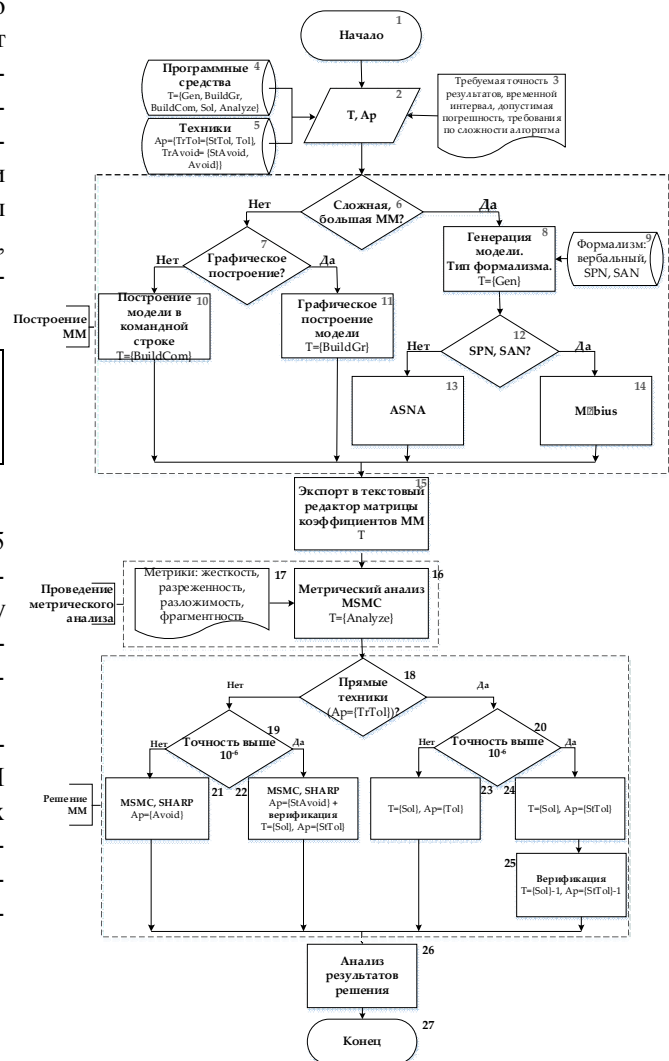 1
Начало
Программные 4
средства
T={Gen, BuildGr,
BuildCom, Sol, Analyze}
5
Техники
Ap={TrTol={StTol, Tol},
TrAvoid= {StAvoid,
Avoid}}
2
T, Ap
Требуемая точность 3
результатов, временной
интервал, допустимая
погрешность, требования
по сложности алгоритма
Сложная, 6
большая ММ?
Нет
Да
7
Графическое
построение?
Нет
Да
8
Генерация
модели.
Тип формализма.
T={Gen}
9
Формализм:
вербальный,
SPN, SAN
Построение
ММ
Построение
10
модели в
командной
строке
T={BuildCom}
11
Графическое
построение
модели
T={BuildGr}
12
SPN, SAN?
Нет
Да
13
ASNA
14
M bius
15
Экспорт в текстовый
редактор матрицы
коэффициентов ММ
T
Проведение
метрического
анализа
Метрики: жесткость,
разреженность,
разложимость,
фрагментность
17
16
Метрический анализ
MSMC
T={Analyze}
18
Прямые
техники
(Ap={TrTol})?
Нет
Да
19
Точность выше
10-6
Нет
Да
20
Точность выше
10-6
Нет
Да
Решение
ММ
21
MSMC, SHARP
Ap={Avoid}
22
MSMC, SHARP
Ap={StAvoid} +
верификация
T={Sol}, Ap={StTol}
23
T={Sol}, Ap={Tol}
24
T={Sol}, Ap={StTol}
25
Верификация
T={Sol}-1, Ap={StTol}-1
26
Анализ
результатов
решения
27
Конец